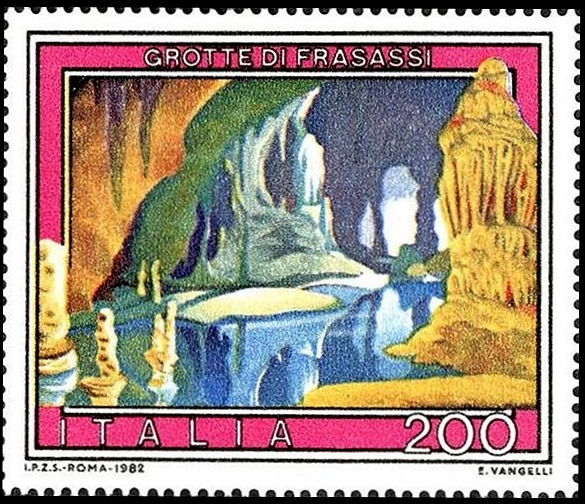 GROTTE DI FRASASSI
ITALIA 200
I.P.Z.S.-ROMA-1982 E. VANGELLI